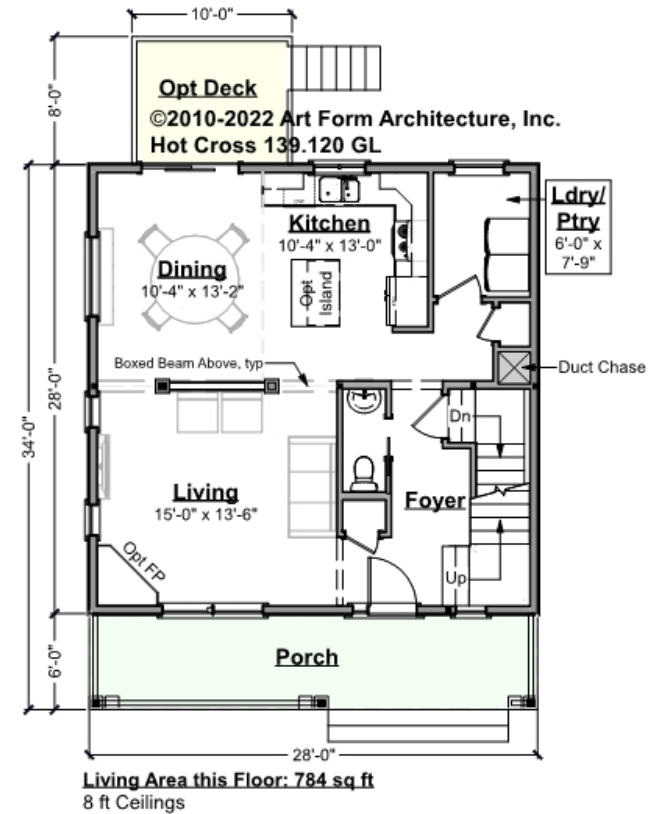 10'-0"
8'-0"
Opt Deck
©2010-2022 Art Form Architecture, Inc.
Hot Cross 139.120 GL
Kitchen
10'-4" x 13'-0"
Ldry/
Ptry
6'-0" x
7'-9"
Dining
10'-4" x 13'-2"
Opt
Island
Boxed Beam Above, typ
Duct Chase
34'-0"
28'-0"
Dn
Living
15'-0" x 13'-6"
Foyer
Opt FP
Up
6'-0"
Porch
28'-0"
Living Area this Floor: 784 sq ft
8 ft Ceilings